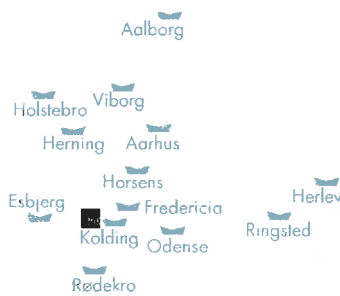 Aalborg
Viborg
Holstebro
Herning
Aarhus
Horsens
Herlev
Esbjerg
Fredericia
Ringsted
Kolding
Odense
Rødekro